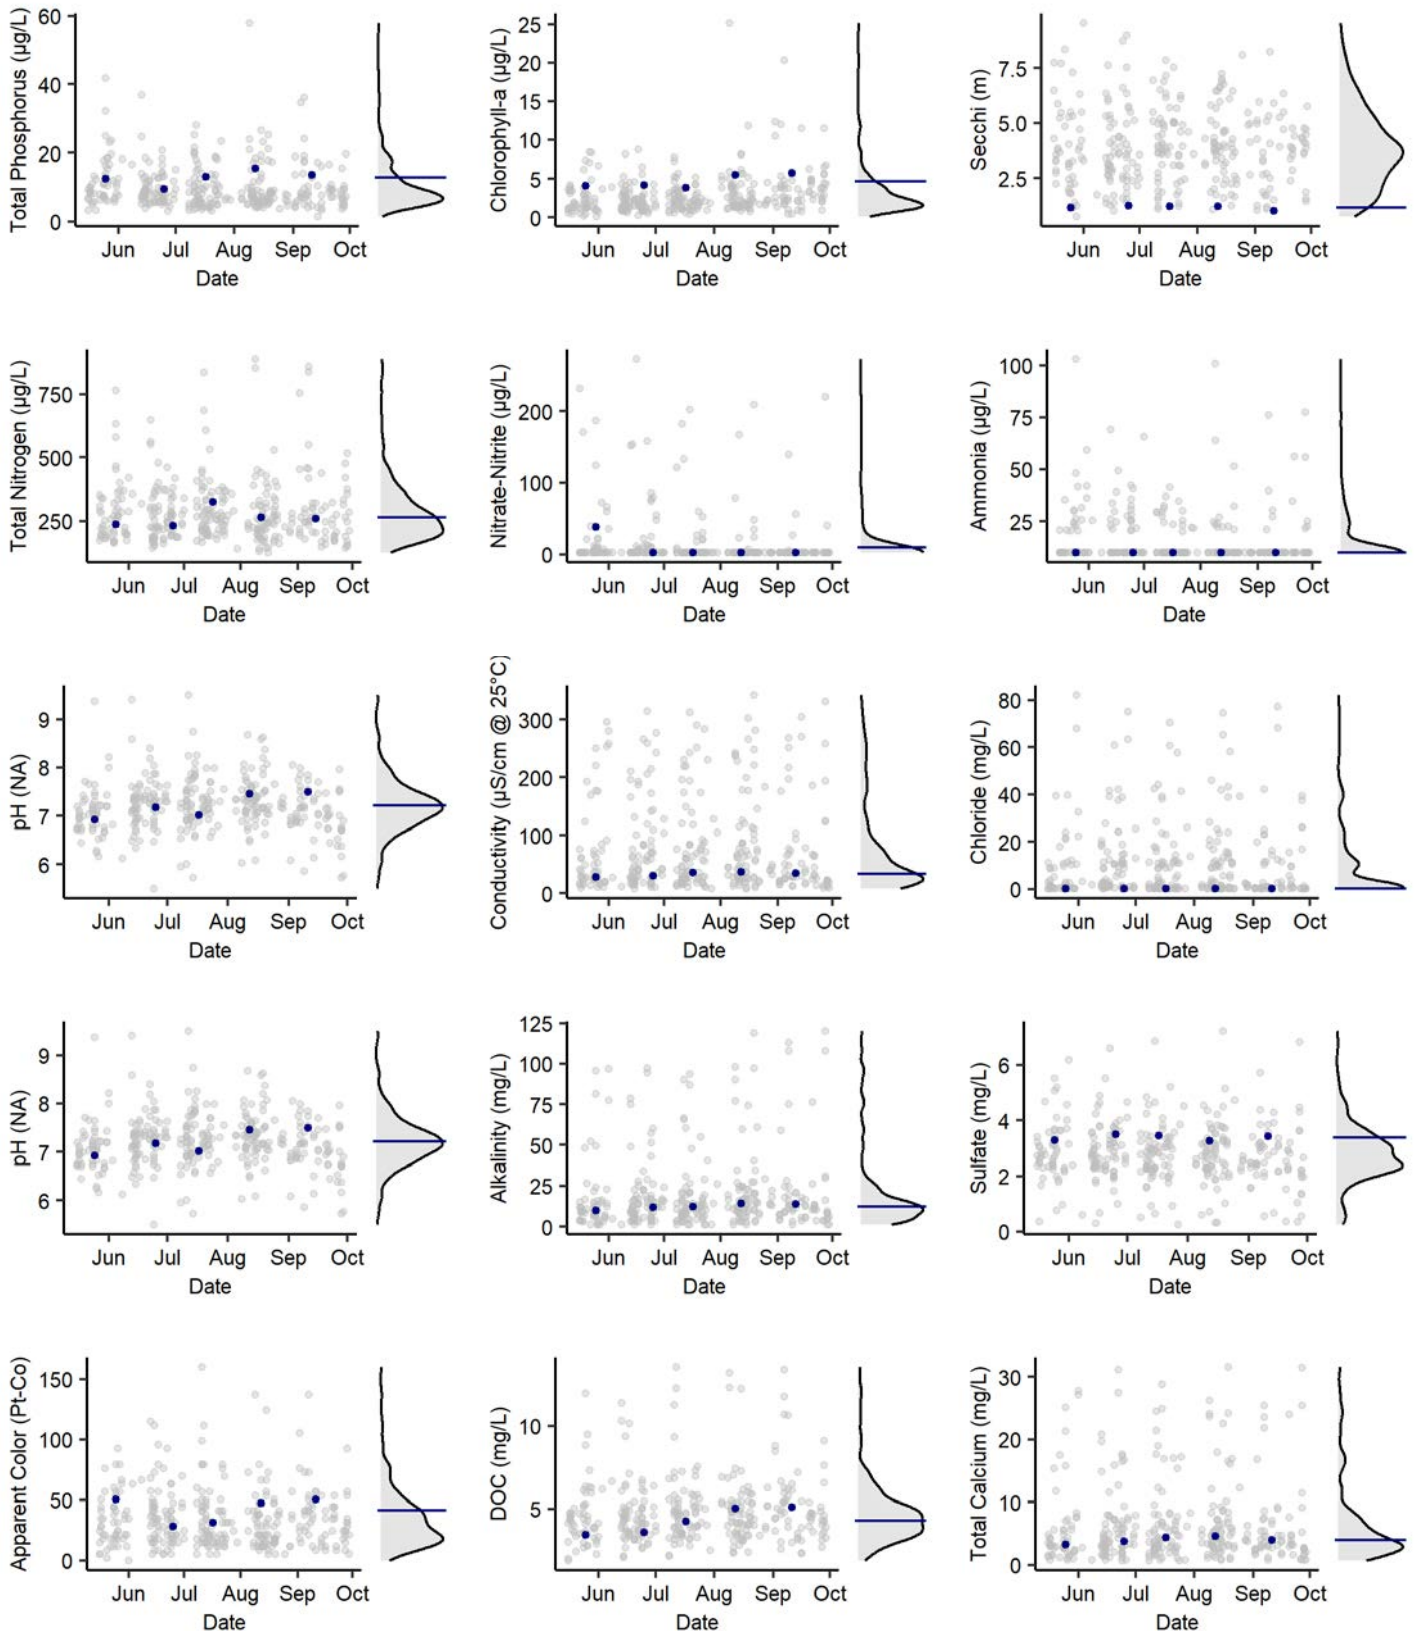 Total Phosphorus (µg/L)
60
40
20
0
Jun Jul Aug Sep Oct
Date
Chlorophyll-a (µg/L)
25
20
15
10
5
0
Jun Jul Aug Sep Oct
Date
Secchi (m)
7.5
5.0
2.5
Jun Jul Aug Sep Oct
Date
Total Nitrogen (µg/L)
750
500
250
Jun Jul Aug Sep Oct
Date
Nitrate-Nitrite (µg/L)
200
100
0
Jun Jul Aug Sep Oct
Date
Ammonia (µg/L)
100
75
50
25
Jun Jul Aug Sep Oct
Date
pH (NA)
9
8
7
6
Jun Jul Aug Sep Oct
Date
Conductivity (µS/cm @ 25°C)
300
200
100
0
Jun Jul Aug Sep Oct
Date
Chloride (mg/L)
80
60
40
20
0
Jun Jul Aug Sep Oct
Date
pH (NA)
9
8
7
6
Jun Jul Aug Sep Oct
Date
Alkalinity (mg/L)
125
100
75
50
25
0
Jun Jul Aug Sep Oct
Date
Sulfate (mg/L)
6
4
2
0
Jun Jul Aug Sep Oct
Date
Apparent Color (Pt-Co)
150
100
50
0
Jun Jul Aug Sep Oct
Date
DOC (mg/L)
10
5
Jun Jul Aug Sep Oct
Date
Total Calcium (mg/L)
30
20
10
0
Jun Jul Aug Sep Oct
Date